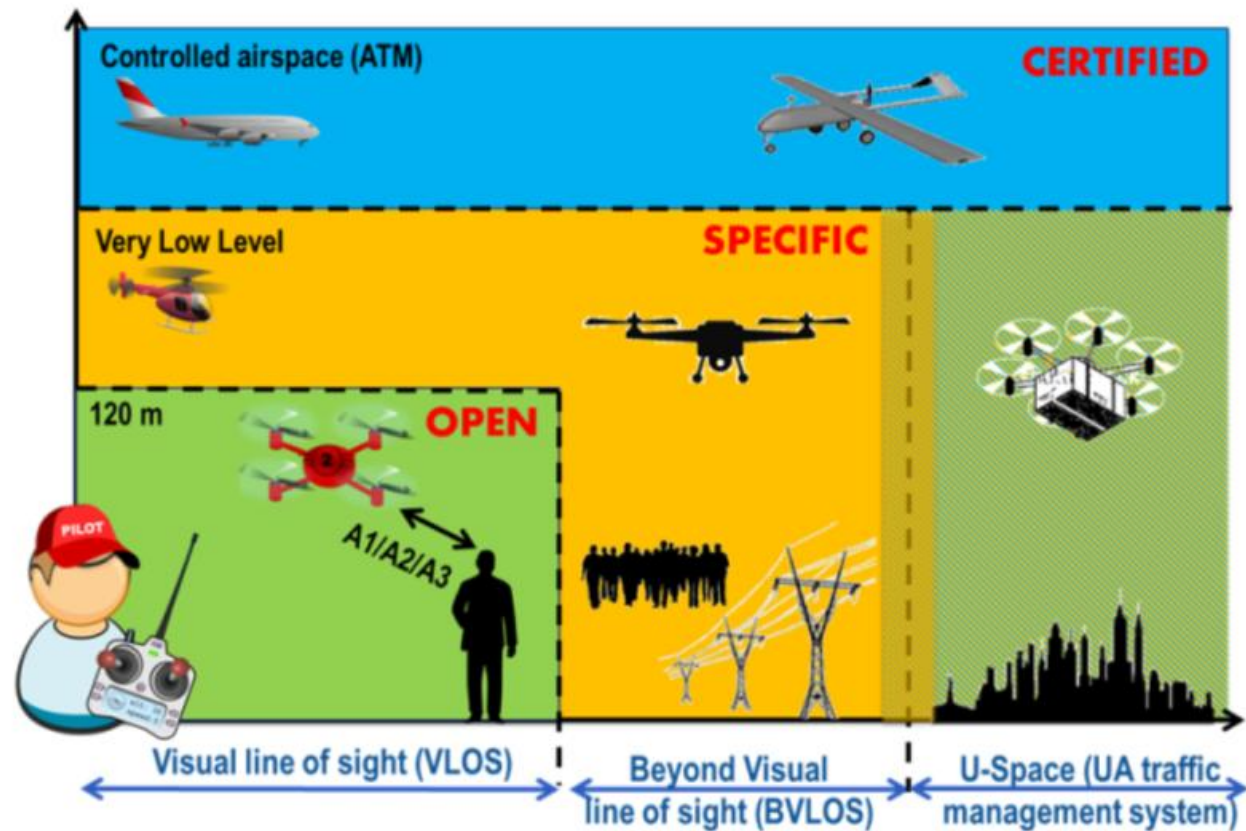 Controlled airspace (ATM)
CERTIFIED
Very Low Level
SPECIFIC
120 m
OPEN
2
A1/A2/A3
PILOT
Visual line of sight (VLOS)
Beyond Visual
line of sight (BVLOS)
U-Space (UA traffic
management system)